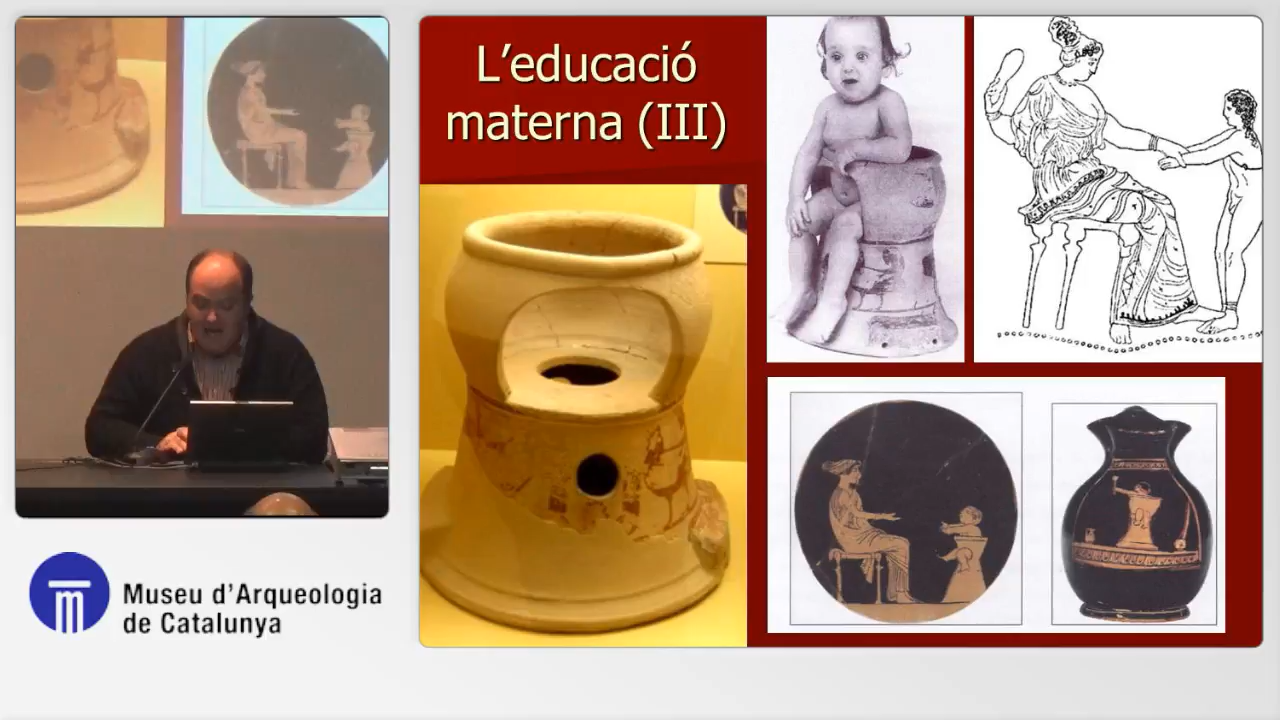 L'educació
materna (III)
Museu d'Arqueologia
de Catalunya